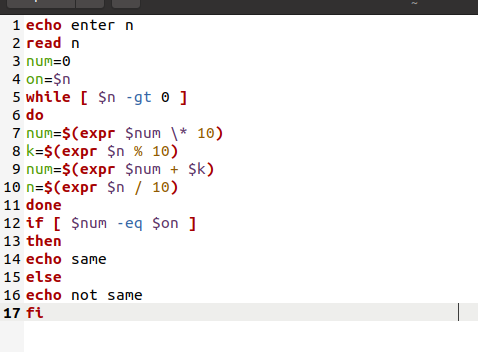 1 echo enter n
2 read n
3 num=0
4 on=$n
5 while [ $n -gt 0 ]
6 do
7 num=$(expr $num \* 10)
8 k=$(expr $n % 10)
9 num=$(expr $num + $k)
10 n=$(expr $n / 10)
11 done
12 if [ $num -eq $on ]
13 then
14 echo same
15 else
16 echo not same
17 fi